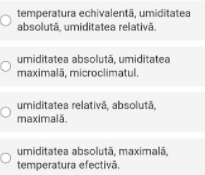 temperatura echivalentă, umiditatea
absolută, umiditatea relativă.
umiditatea absolută, umiditatea
maximală, microclimatul.
umiditatea relativă, absolută,
maximală.
umiditatea absolută, maximală,
temperatura efectivă.